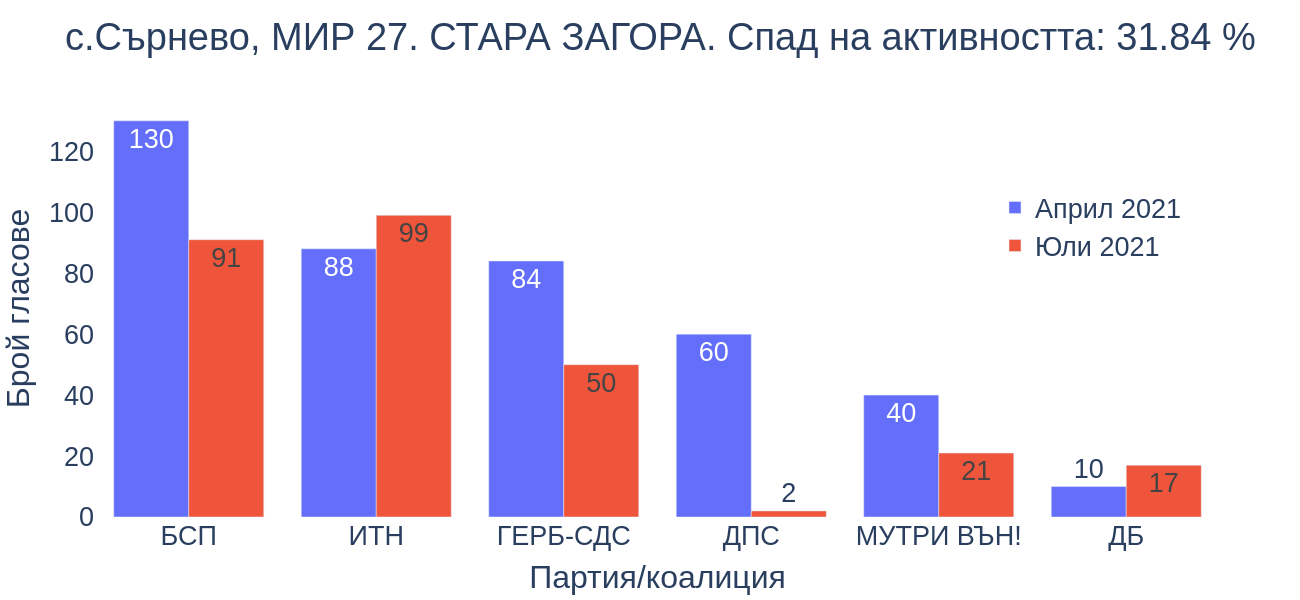 с.Сърнево, МИР 27. СТАРА ЗАГОРА. Спад на активността: 31.84 %
Брой гласове
120
100
80
60
40
20
0
130
91
88
99
84
50
60
2
40
21
10
17
Април 2021
Юли 2021
БСП
ИТН
ГЕРБ-СДС
ДПС
МУТРИ ВЪН!
ДБ
Партия/коалиция